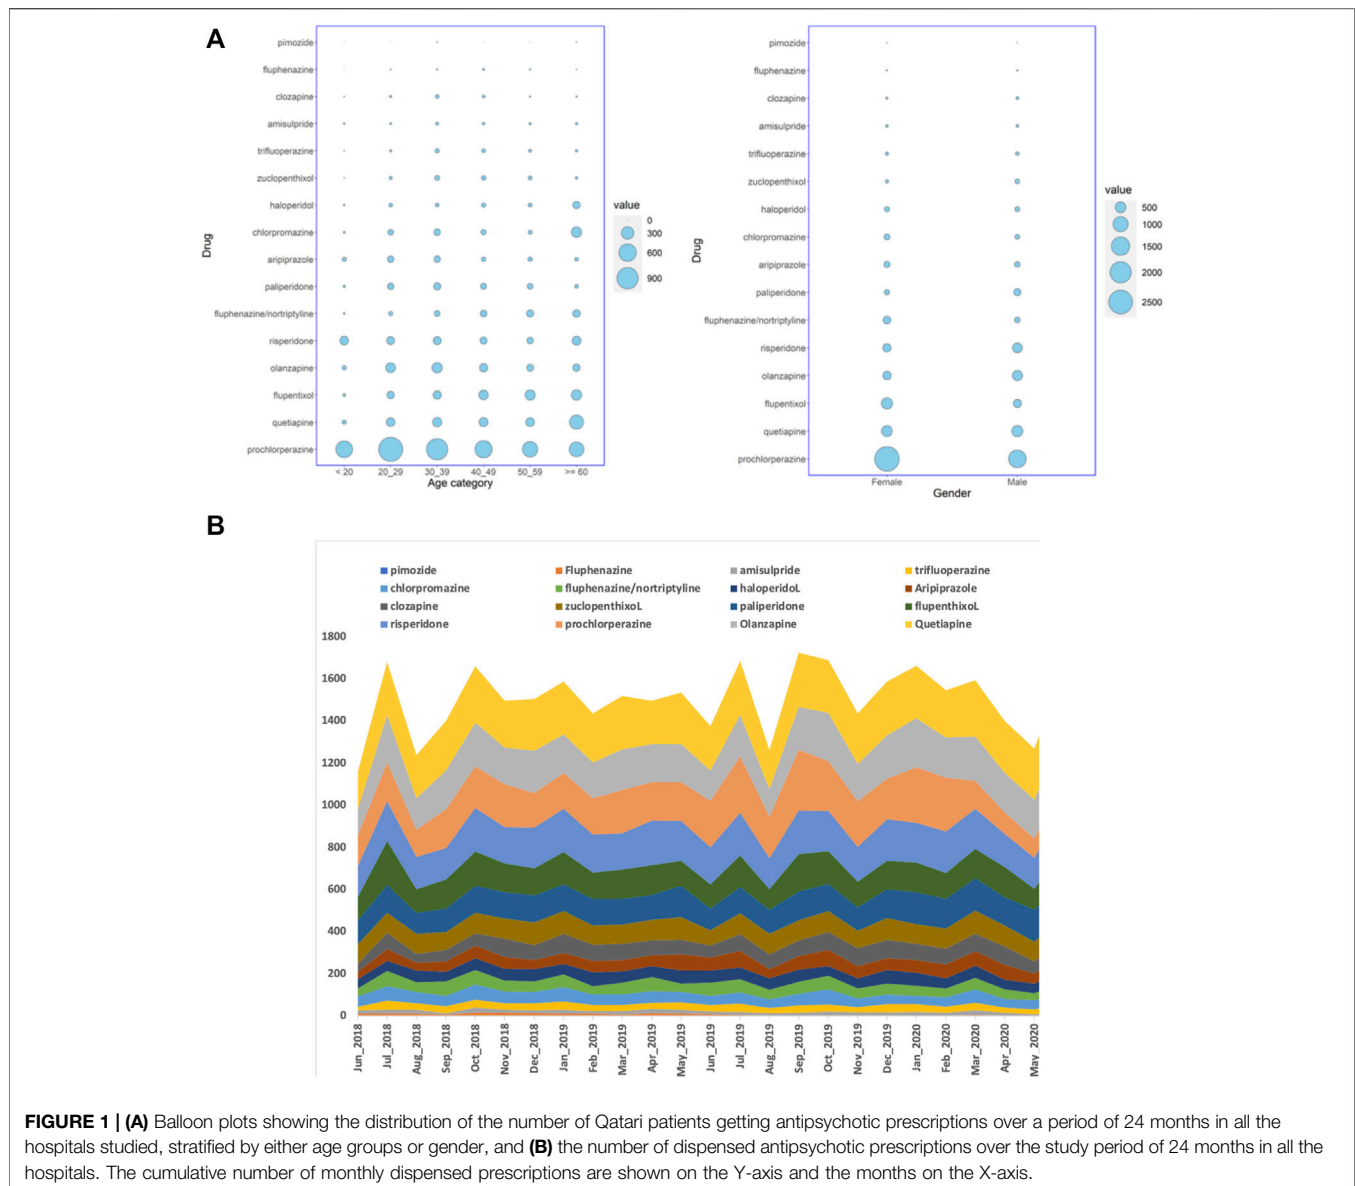 A
pimozide
fluphenazine
clozapine
amisulpride
trifluoperazine
zuclopenthixol
haloperidol
chlorpromazine
aripiprazole
paliperidone
fluphenazine/nortriptyline
risperidone
olanzapine
flupentixol
quetiapine
prochlorperazine
Drug
< 20 20_29 30_39 40_49 50_59 >= 60
Age category
value
0
300
600
900
pimozide
fluphenazine
clozapine
amisulpride
trifluoperazine
zuclopenthixol
haloperidol
chlorpromazine
aripiprazole
paliperidone
fluphenazine/nortriptyline
risperidone
olanzapine
flupentixol
quetiapine
prochlorperazine
Drug
Female Male
Gender
value
500
1000
1500
2000
2500
B
pimozide Fluphenazine amisulpride trifluoperazine
chlorpromazine fluphenazine/nortriptyline haloperidoL Aripiprazole
clozapine zuclopenthixoL paliperidone flupenthixoL
risperidone prochlorperazine Olanzapine Quetiapine
1800
1600
1400
1200
1000
800
600
400
200
0
Jun_2018 Jul_2018 Aug_2018 Sep_2018 Oct_2018 Nov_2018 Dec_2018 Jan_2019 Feb_2019 Mar_2019 Apr_2019 May_2019 Jun_2019 Jul_2019 Aug_2019 Sep_2019 Oct_2019 Nov_2019 Dec_2019 Jan_2020 Feb_2020 Mar_2020 Apr_2020 May_2020
FIGURE 1 | (A) Balloon plots showing the distribution of the number of Qatari patients getting antipsychotic prescriptions over a period of 24 months in all the
hospitals studied, stratified by either age groups or gender, and (B) the number of dispensed antipsychotic prescriptions over the study period of 24 months in all the
hospitals. The cumulative number of monthly dispensed prescriptions are shown on the Y-axis and the months on the X-axis.